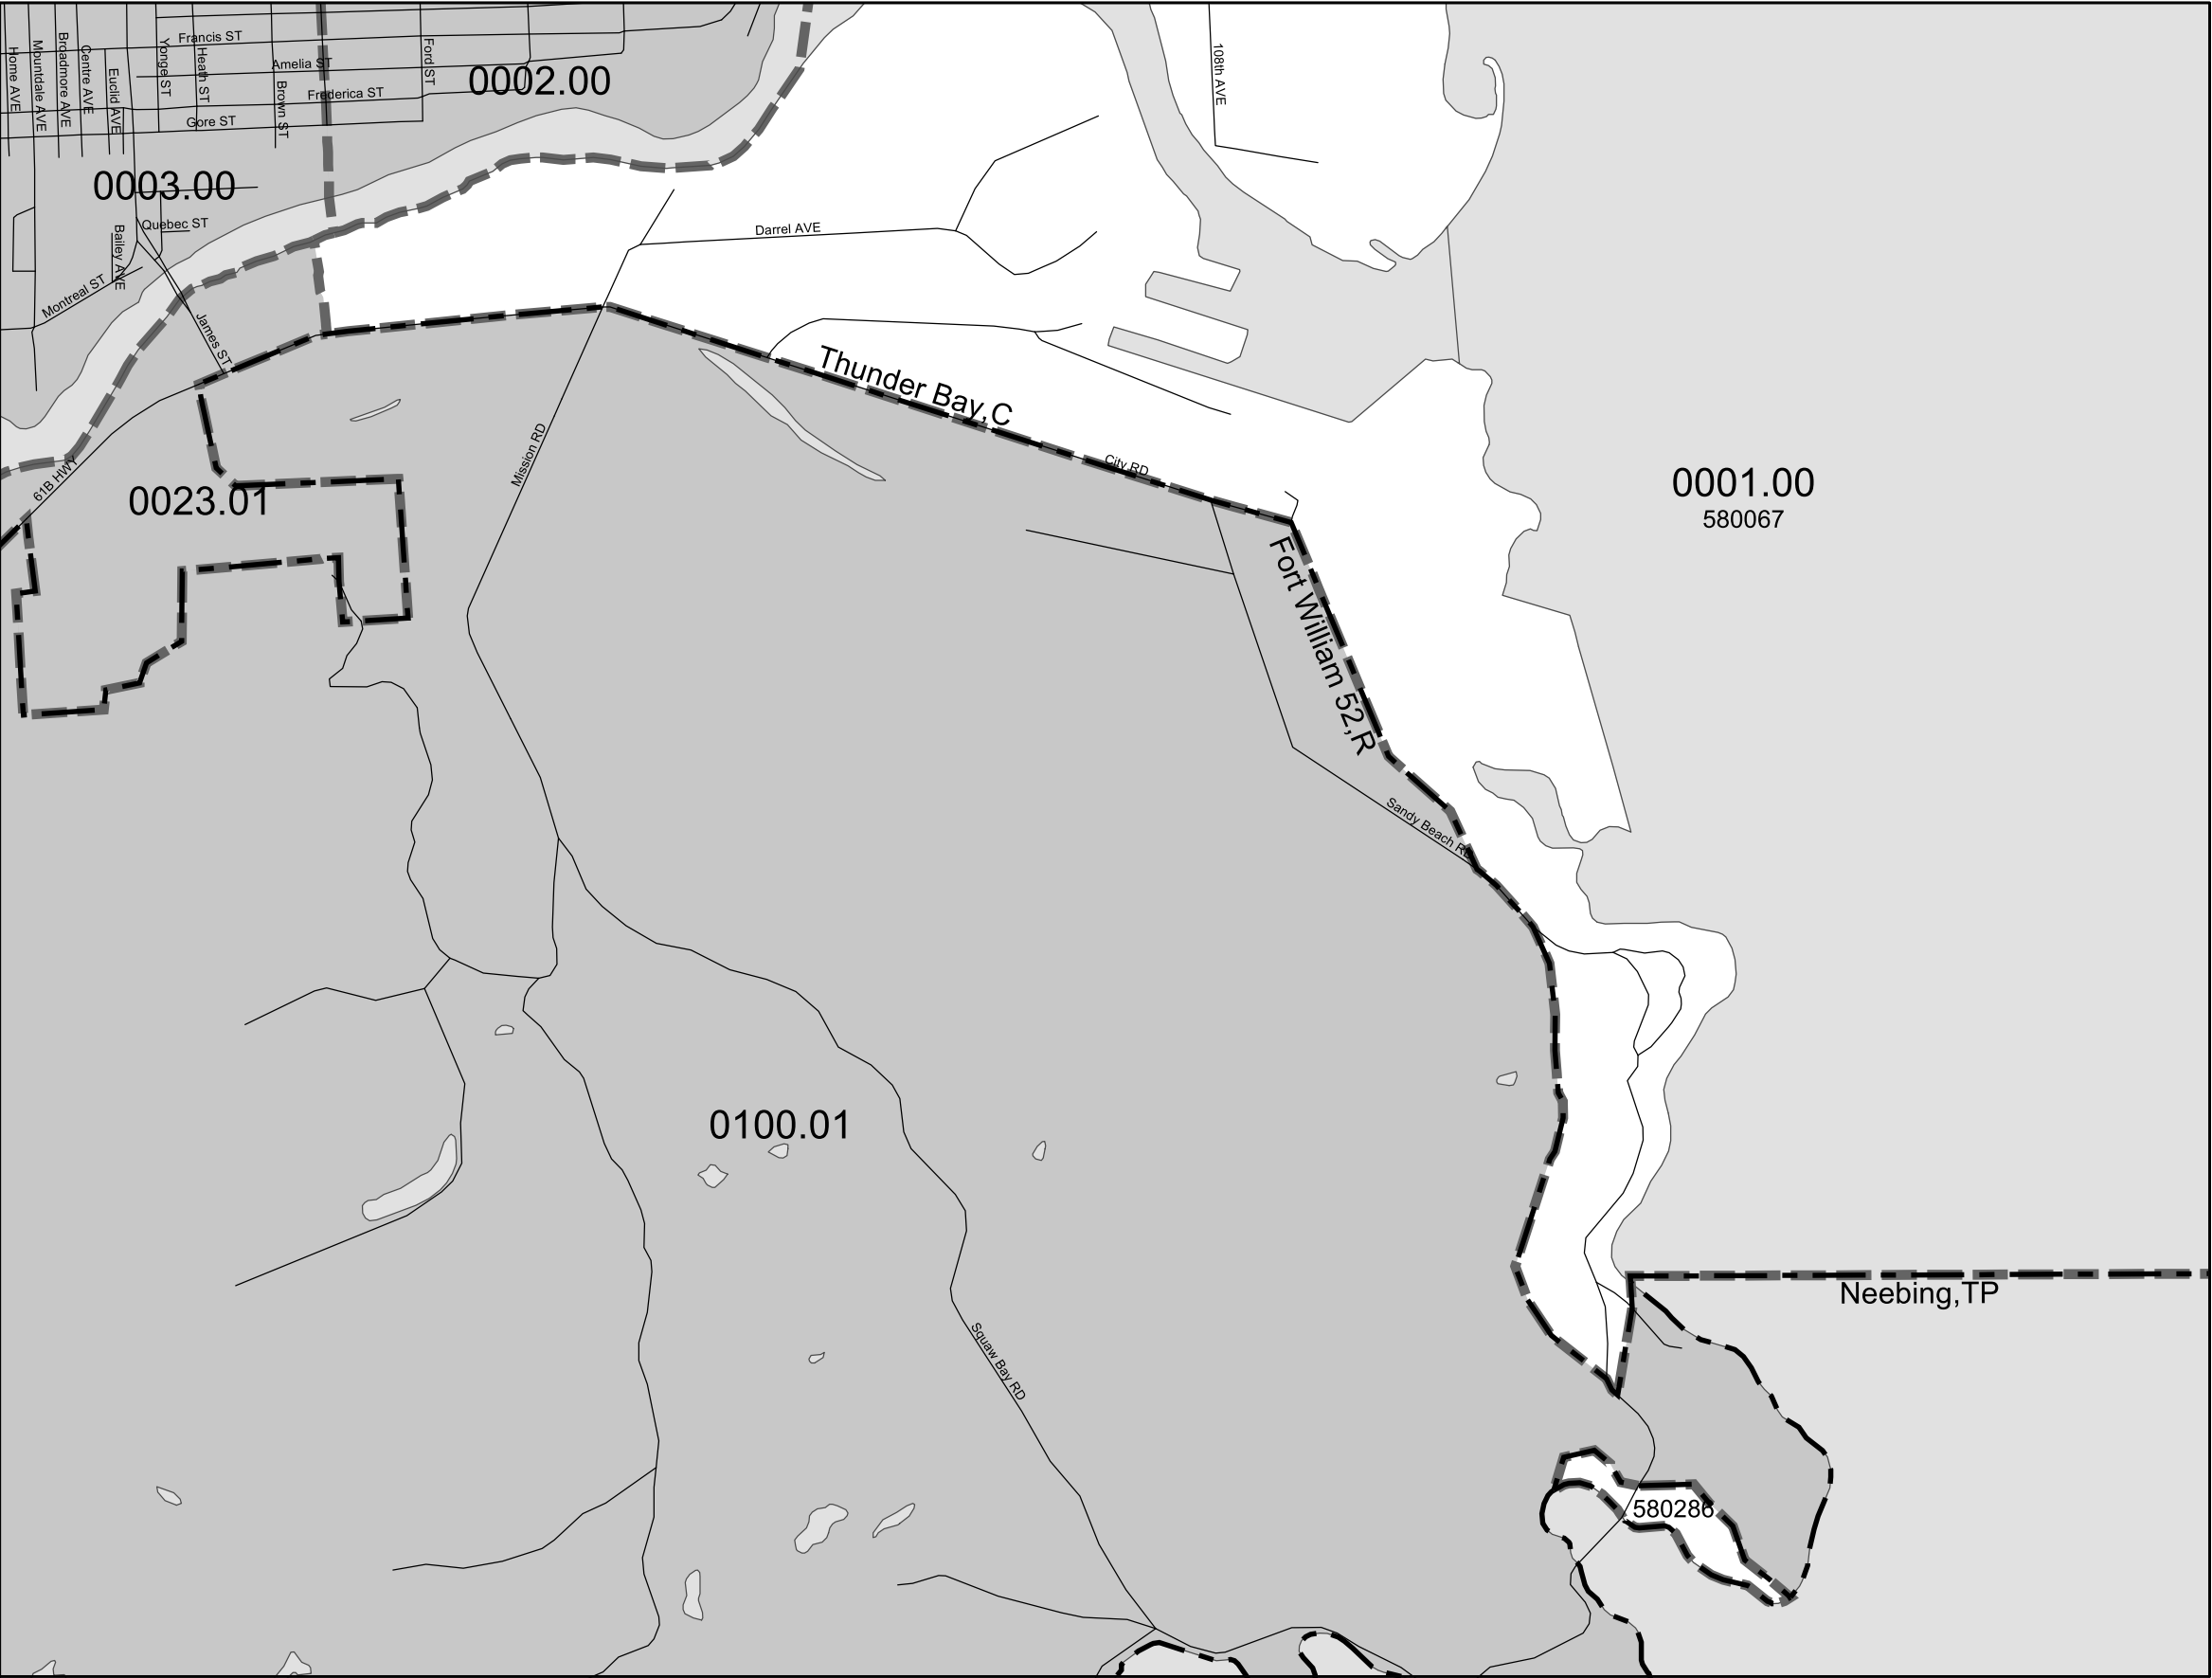 Francis ST
Amelia ST
Frederica ST
Gore ST
Home AVE
Mountdale AVE
Broadmore AVE
Centre AVE
Euclid AVE
Yonge ST
Heath ST
Brown ST
Ford ST
0002.00
108th AVE
0003.00
Quebec ST
Bailey AVE
Montreal ST
James ST
Darrel AVE
Thunder Bay,C
City RD
Mission RD
61B HWY
0023.01
0001.00
580067
Fort William 52,R
Sandy Beach RD
0100.01
Neebing,TP
Squaw Bay RD
580286